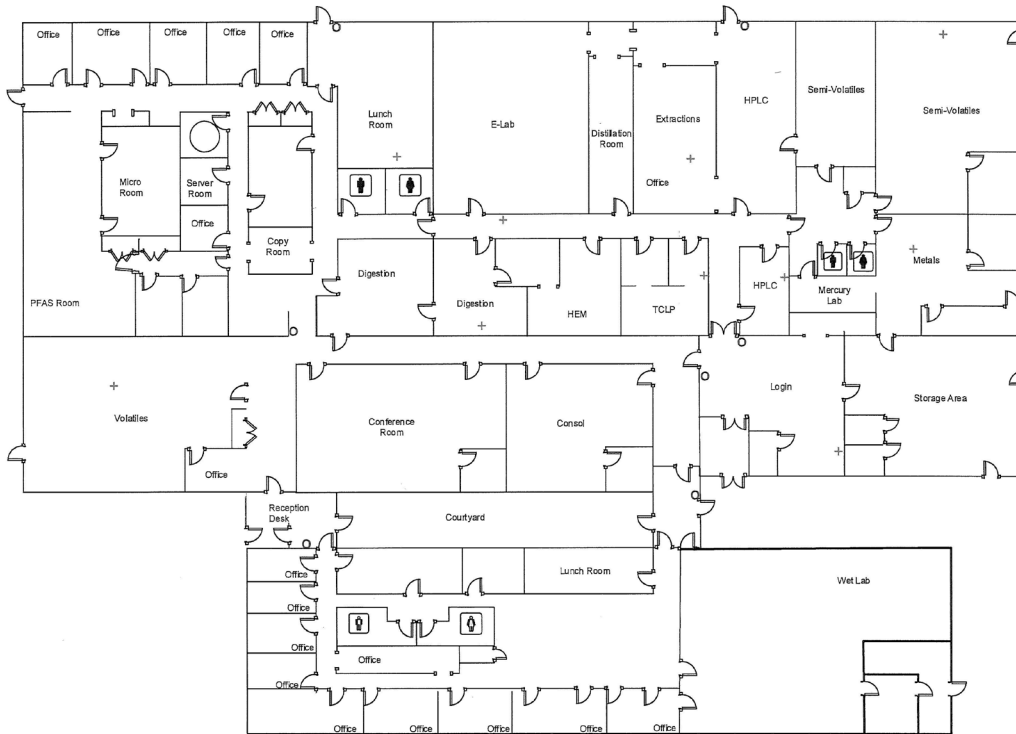 Office
Office
Office
Office
Office
Lunch
Room
E-Lab
Distillation
Room
Extractions
Office
HPLC
Semi-Volatiles
Semi-Volatiles
Micro
Room
Server
Room
Office
Copy
Room
PFAS Room
Digestion
Digestion
HEM
TCLP
HPLC
Mercury
Lab
Metals
Volatiles
Office
Conference
Room
Consol
Login
Storage Area
Reception
Desk
Courtyard
Lunch Room
Wet Lab
Office
Office
Office
Office
Office
Office
Office
Office
Office
Office